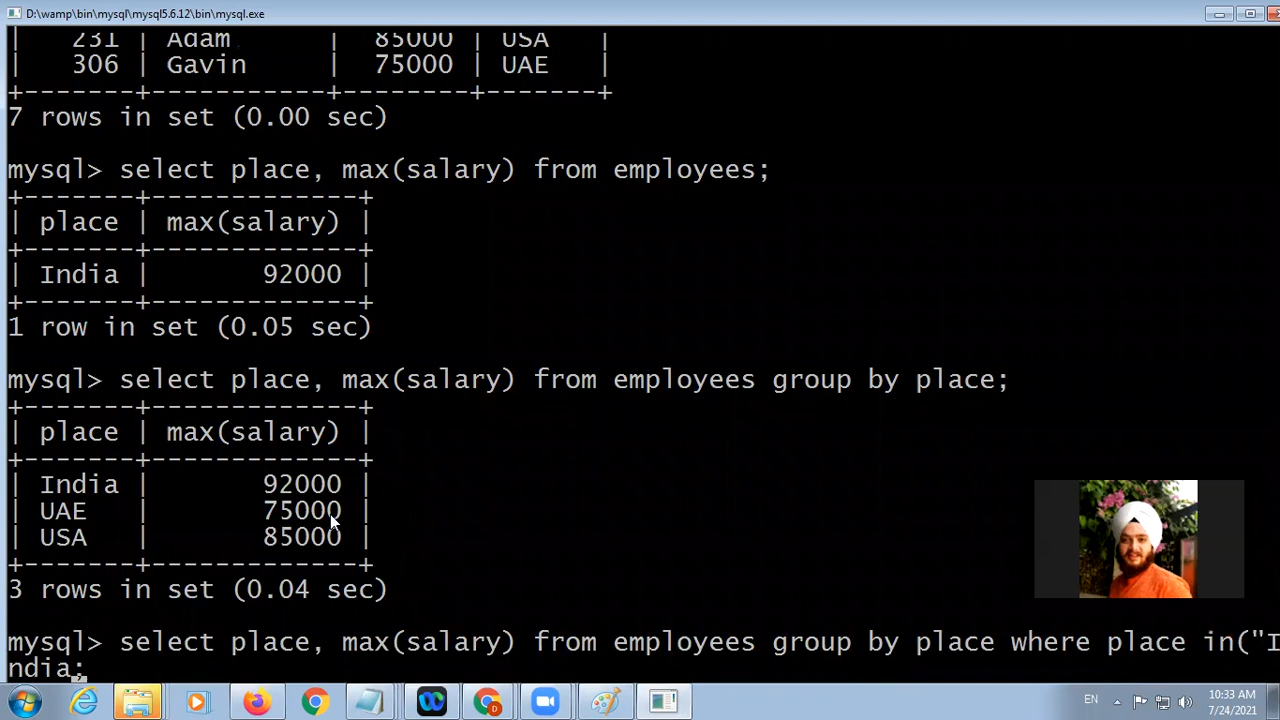 D:\wamp\bin\mysql\mysql5.6.12\bin\mysql.exe
|    231 | Adam      |  85000 | USA   |
|    306 | Gavin     |  75000 | UAE   |
+-------+-----------+--------+-------+
7 rows in set (0.00 sec)
mysql> select place, max(salary) from employees;
+-------+-------------+
| place | max(salary) |
+-------+-------------+
| India |       92000 |
+-------+-------------+
1 row in set (0.05 sec)
mysql> select place, max(salary) from employees group by place;
+-------+-------------+
| place | max(salary) |
+-------+-------------+
| India |       92000 |
| UAE   |       75000 |
| USA   |       85000 |
+-------+-------------+
3 rows in set (0.04 sec)
mysql> select place, max(salary) from employees group by place where place in("I
ndia;
EN
10:33 AM
7/24/2021